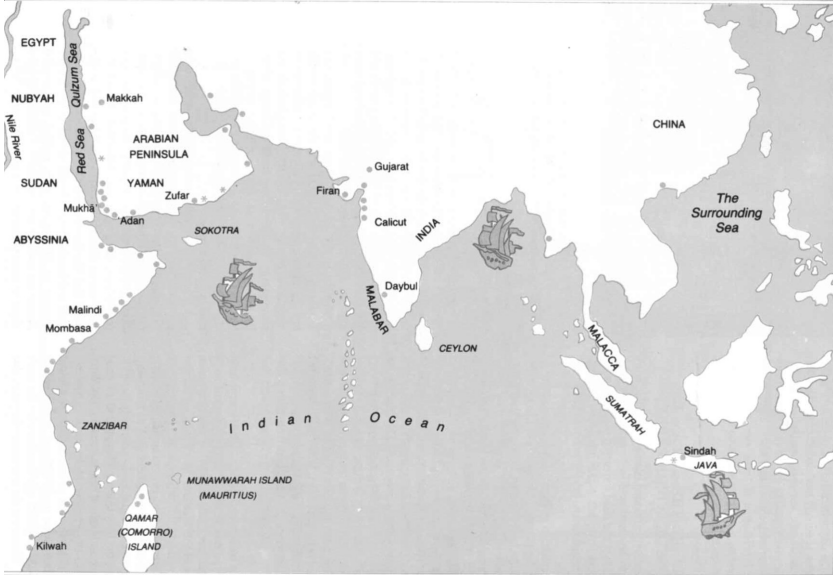 EGYPT
Qulzum Sea
NUBYAH
Makkah
Nile River
Red Sea
ARABIAN
PENINSULA
SUDAN
YAMAN
Zufar
Mukhā'
'Adan
ABYSSINIA
SOKOTRA
Malindi
Mombasa
ZANZIBAR
MUNAWWARAH ISLAND
(MAURITIUS)
QAMAR
(COMORRO)
ISLAND
Kilwah
Gujarat
Firan
Calicut
INDIA
Daybul
MALABAR
CEYLON
Indian Ocean
CHINA
The
Surrounding
Sea
MALACCA
SUMATRAH
Sindah
JAVA